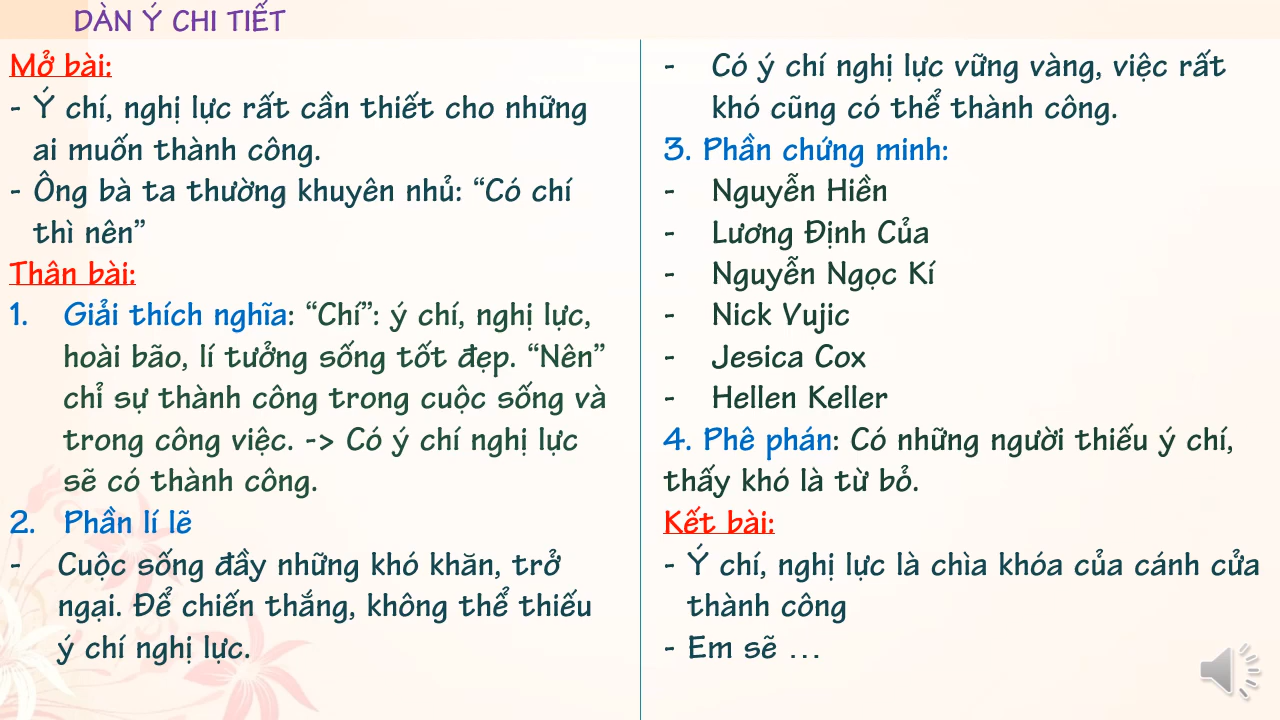 DÀN Ý CHI TIẾT
Mở bài:
- Ý chí, nghị lực rất cần thiết cho những
ai muốn thành công.
- Ông bà ta thường khuyên nhủ: “Có chí
thì nên”
Thân bài:
1. Giải thích nghĩa: “Chí”: ý chí, nghị lực,
hoài bão, lí tưởng sống tốt đẹp. “Nên”
chỉ sự thành công trong cuộc sống và
trong công việc. -> Có ý chí nghị lực
sẽ có thành công.
2. Phần lí lẽ
- Cuộc sống đầy những khó khăn, trở
ngại. Để chiến thắng, không thể thiếu
ý chí nghị lực.
- Có ý chí nghị lực vững vàng, việc rất
khó cũng có thể thành công.
3. Phần chứng minh:
- Nguyễn Hiền
- Lương Định Của
- Nguyễn Ngọc Kí
- Nick Vujic
- Jesica Cox
- Hellen Keller
4. Phê phán: Có những người thiếu ý chí,
thấy khó là từ bỏ.
Kết bài:
- Ý chí, nghị lực là chìa khóa của cánh cửa
thành công
- Em sẽ …